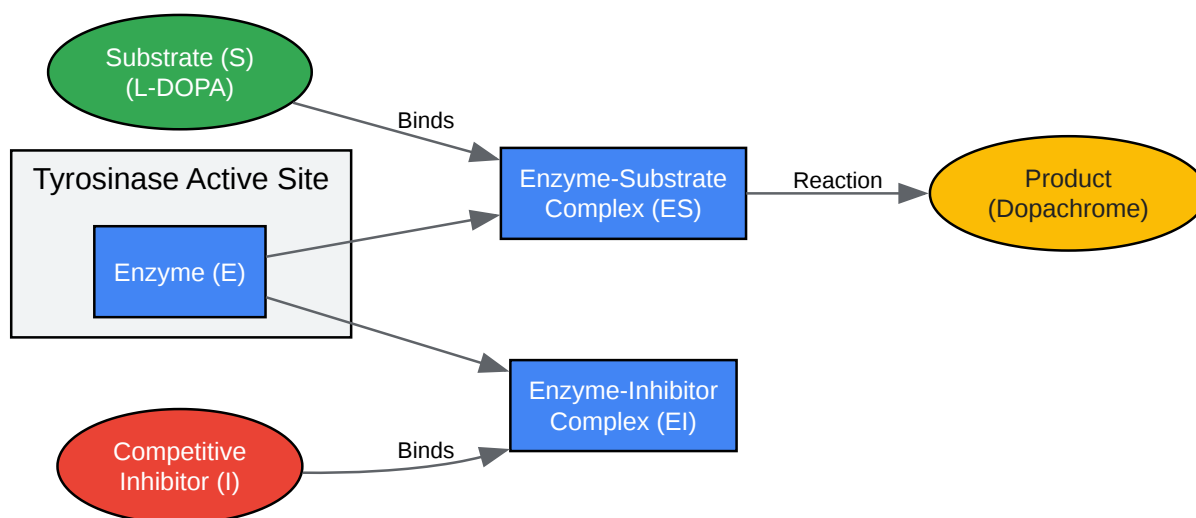 Substrate (S)
(L-DOPA)
Binds
Tyrosinase Active Site
Enzyme (E)
Enzyme-Substrate
Complex (ES)
Reaction
Product
(Dopachrome)
Enzyme-Inhibitor
Complex (EI)
Competitive
Inhibitor (I)
Binds